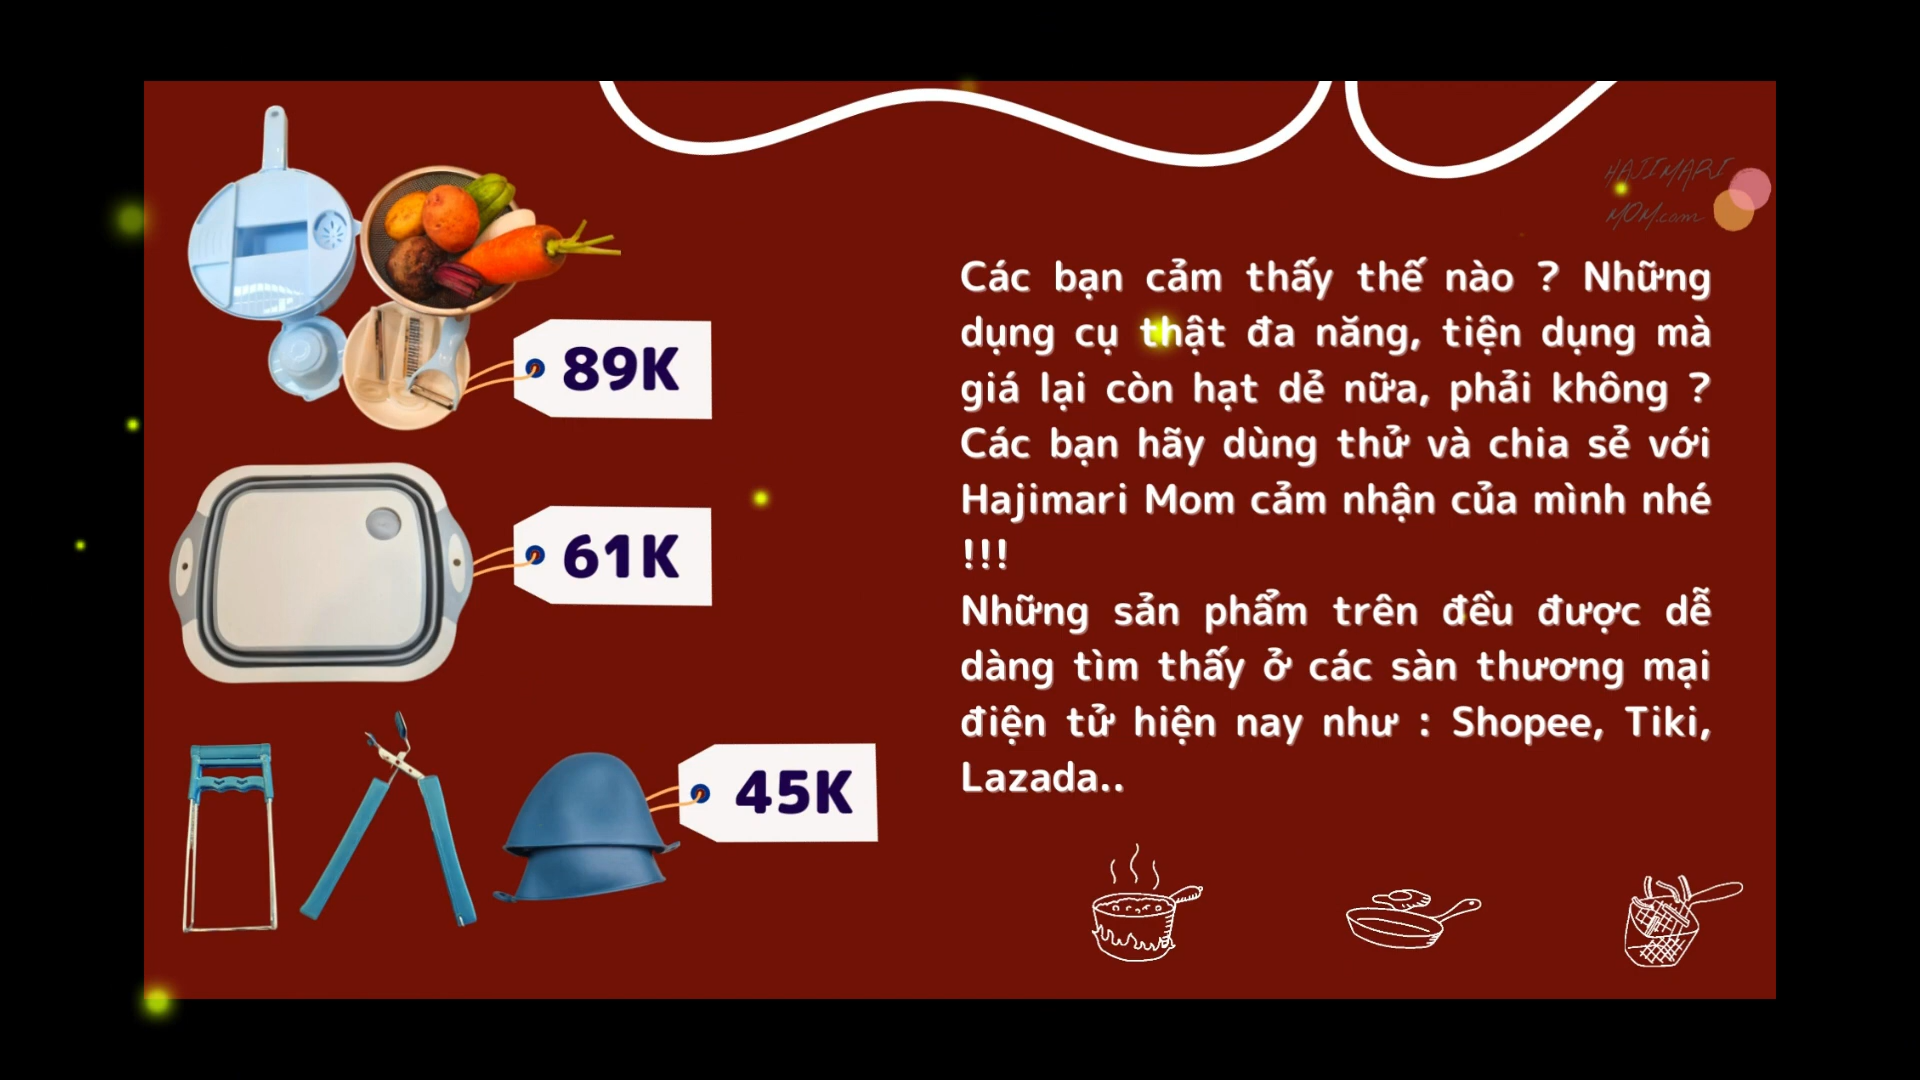 HAJIMARI
MOM.com
89K
61K
45K
Các bạn cảm thấy thế nào ? Những
dụng cụ thật đa năng, tiện dụng mà
giá lại còn hạt dẻ nữa, phải không ?
Các bạn hãy dùng thử và chia sẻ với
Hajimari Mom cảm nhận của mình nhé
!!!
Những sản phẩm trên đều được dễ
dàng tìm thấy ở các sàn thương mại
điện tử hiện nay như : Shopee, Tiki,
Lazada..